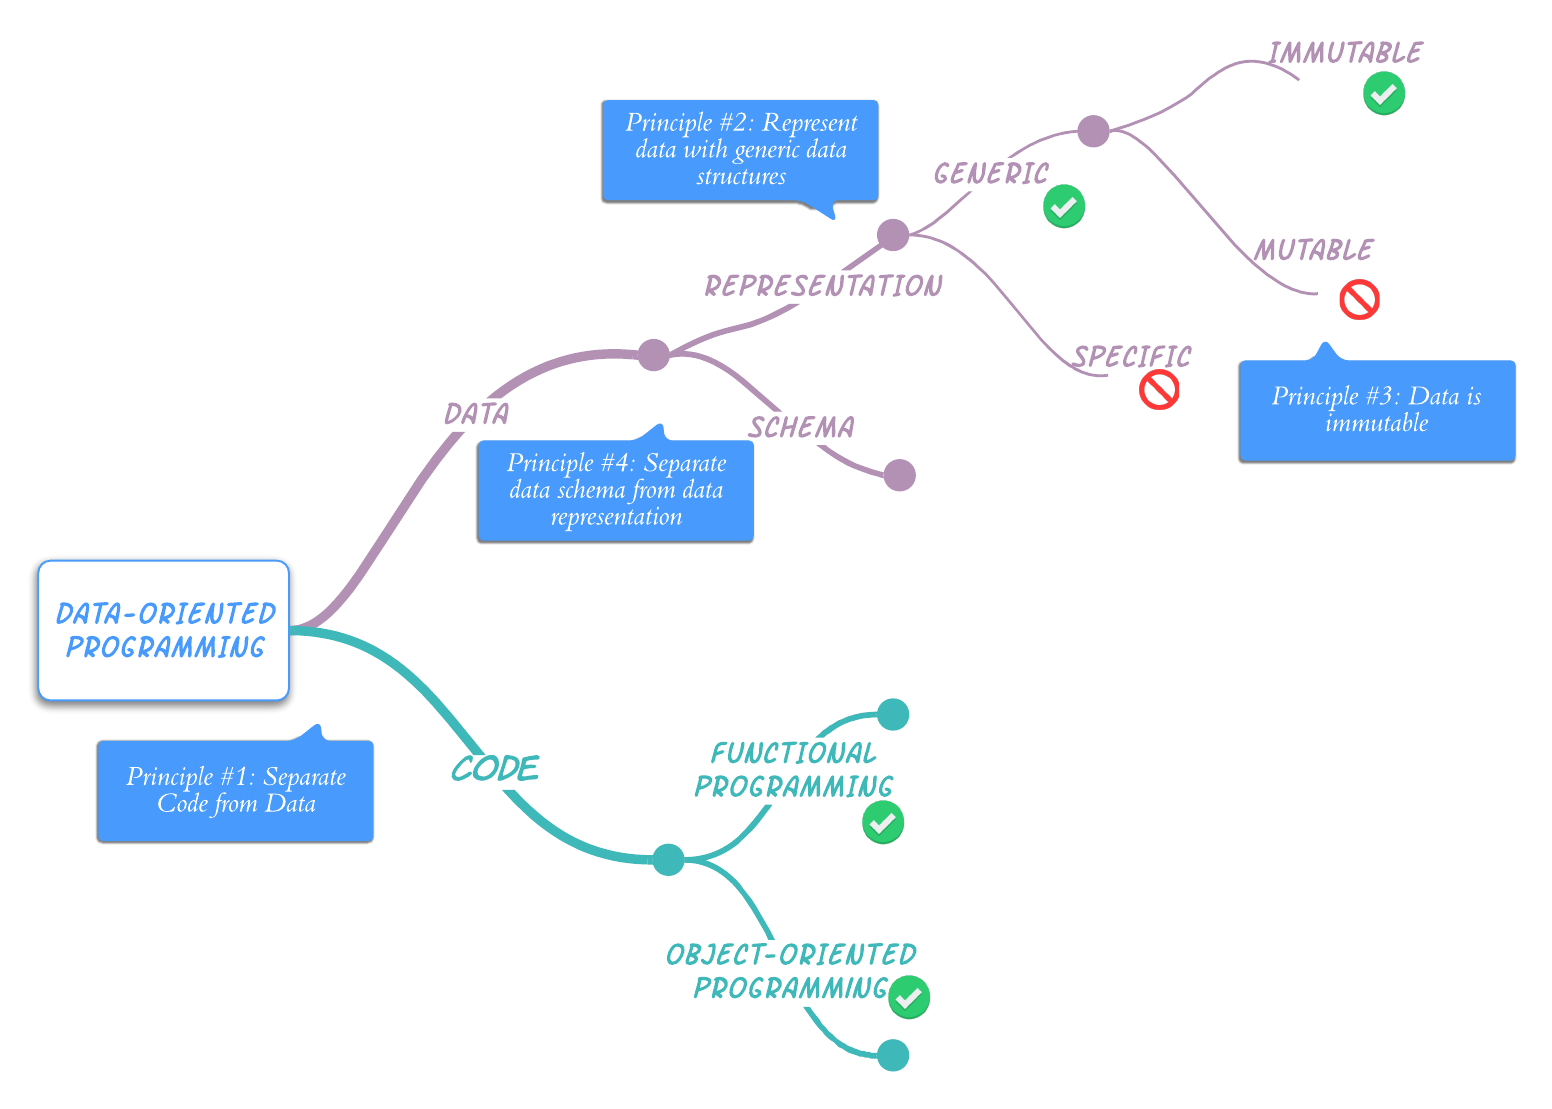 IMMUTABLE
Principle #2: Represent
data with generic data
structures
GENERIC
MUTABLE
REPRESENTATION
SPECIFIC
Principle #3: Data is
immutable
DATA
SCHEMA
Principle #4: Separate
data schema from data
representation
DATA-ORIENTED
PROGRAMMING
Principle #1: Separate
Code from Data
CODE
FUNCTIONAL
PROGRAMMING
OBJECT-ORIENTED
PROGRAMMING